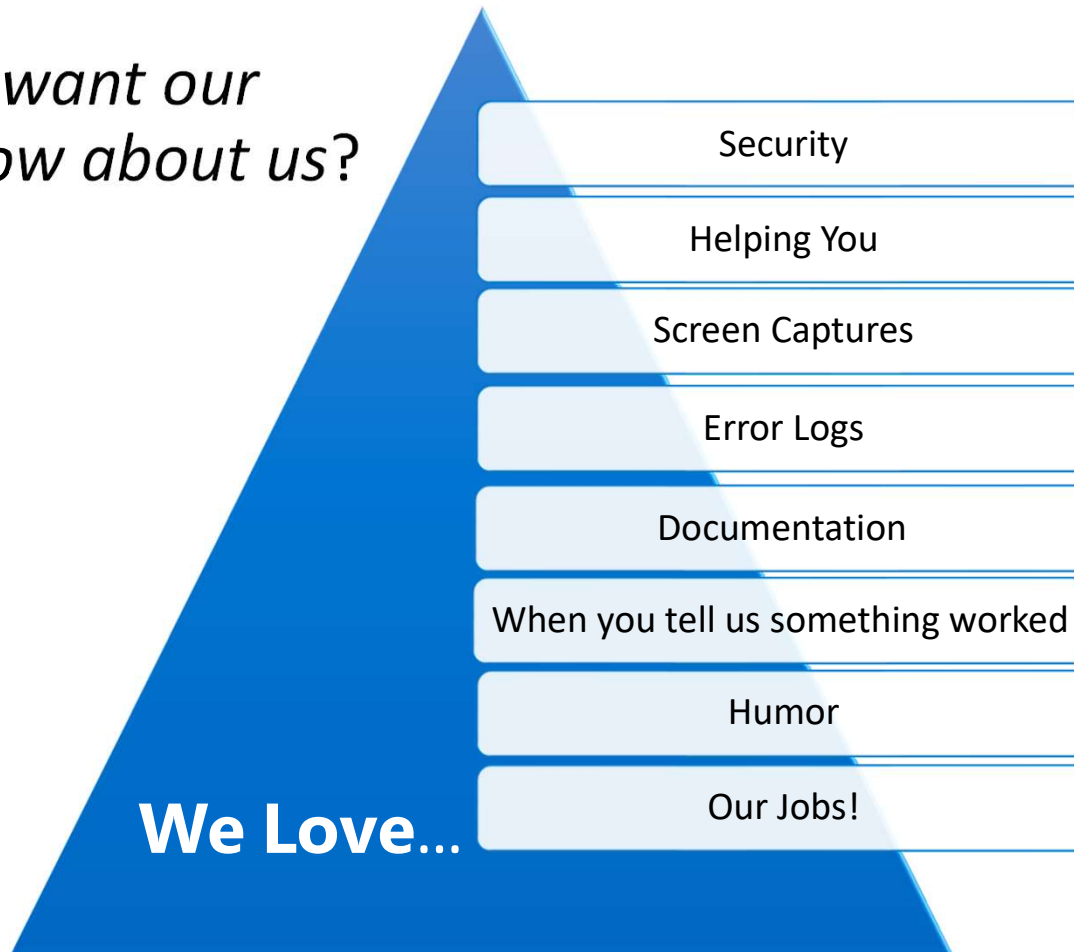 want our
ow about us?
Security
Helping You
Screen Captures
Error Logs
Documentation
When you tell us something worked
Humor
Our Jobs!
We Love...